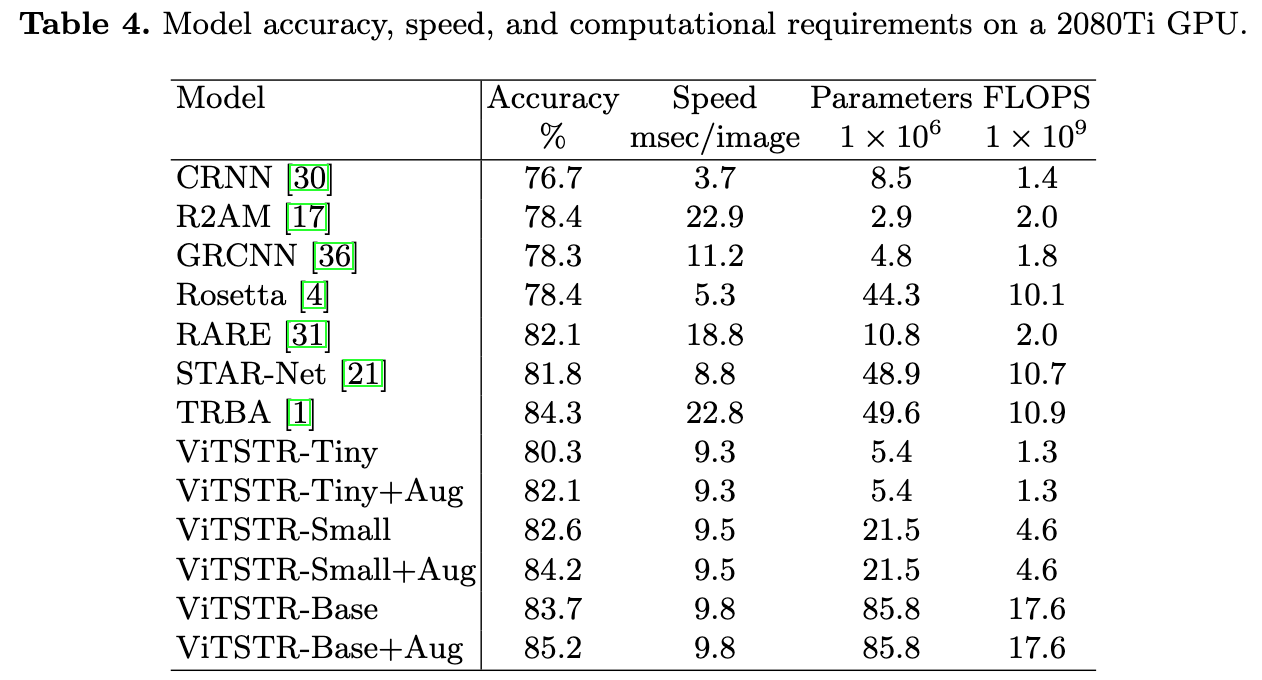 Table 4. Model accuracy, speed, and computational requirements on a 2080Ti GPU.
Model Accuracy Speed Parameters FLOPS
% msec/image 1 × 10⁶ 1 × 10⁹
CRNN [30] 76.7 3.7 8.5 1.4
R2AM [17] 78.4 22.9 2.9 2.0
GRCNN [36] 78.3 11.2 4.8 1.8
Rosetta [4] 78.4 5.3 44.3 10.1
RARE [31] 82.1 18.8 10.8 2.0
STAR-Net [21] 81.8 8.8 48.9 10.7
TRBA [1] 84.3 22.8 49.6 10.9
ViTSTR-Tiny 80.3 9.3 5.4 1.3
ViTSTR-Tiny+Aug 82.1 9.3 5.4 1.3
ViTSTR-Small 82.6 9.5 21.5 4.6
ViTSTR-Small+Aug 84.2 9.5 21.5 4.6
ViTSTR-Base 83.7 9.8 85.8 17.6
ViTSTR-Base+Aug 85.2 9.8 85.8 17.6